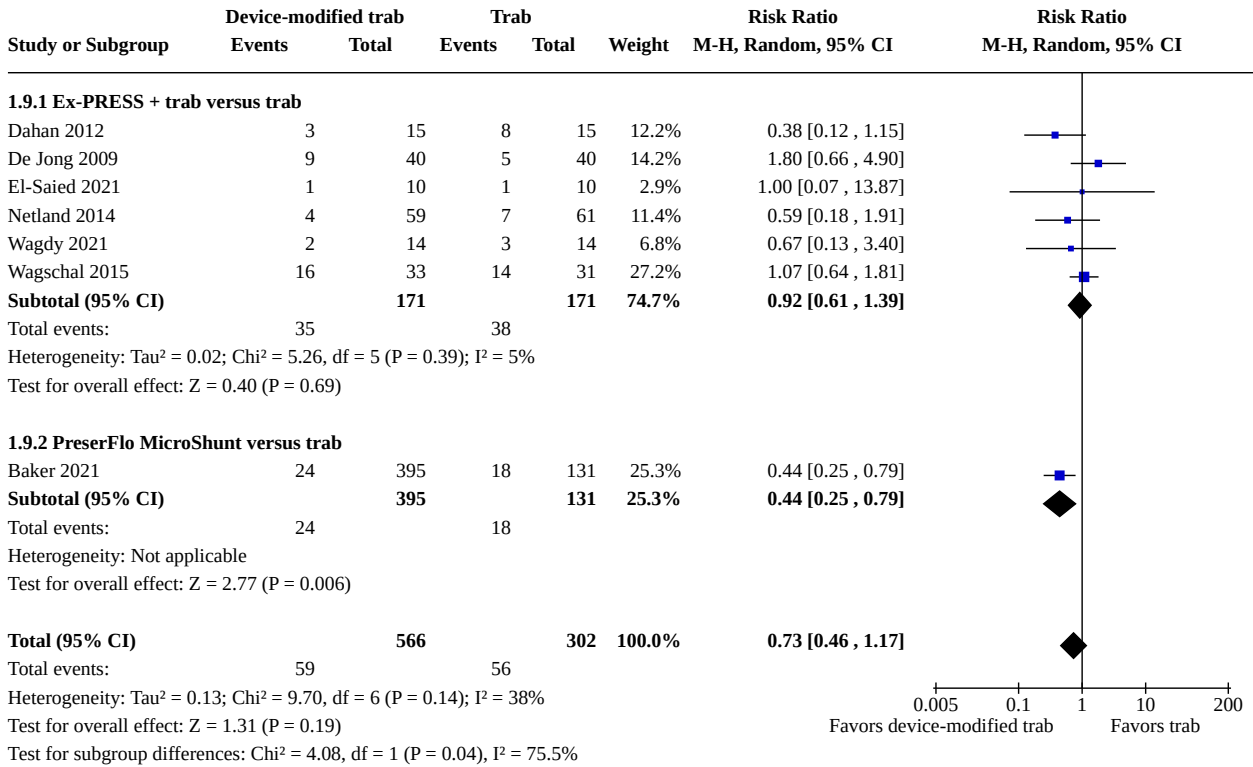 Device-modified trab Trab Risk Ratio Risk Ratio
Study or Subgroup Events Total Events Total Weight M-H, Random, 95% CI M-H, Random, 95% CI
1.9.1 Ex-PRESS + trab versus trab
Dahan 2012 3 15 8 15 12.2% 0.38 [0.12 , 1.15]
De Jong 2009 9 40 5 40 14.2% 1.80 [0.66 , 4.90]
El-Saied 2021 1 10 1 10 2.9% 1.00 [0.07 , 13.87]
Netland 2014 4 59 7 61 11.4% 0.59 [0.18 , 1.91]
Wagdy 2021 2 14 3 14 6.8% 0.67 [0.13 , 3.40]
Wagschal 2015 16 33 14 31 27.2% 1.07 [0.64 , 1.81]
Subtotal (95% CI) 171 171 74.7% 0.92 [0.61 , 1.39]
Total events: 35 38
Heterogeneity: Tau² = 0.02; Chi² = 5.26, df = 5 (P = 0.39); I² = 5%
Test for overall effect: Z = 0.40 (P = 0.69)
1.9.2 PreserFlo MicroShunt versus trab
Baker 2021 24 395 18 131 25.3% 0.44 [0.25 , 0.79]
Subtotal (95% CI) 395 131 25.3% 0.44 [0.25 , 0.79]
Total events: 24 18
Heterogeneity: Not applicable
Test for overall effect: Z = 2.77 (P = 0.006)
Total (95% CI) 566 302 100.0% 0.73 [0.46 , 1.17]
Total events: 59 56
Heterogeneity: Tau² = 0.13; Chi² = 9.70, df = 6 (P = 0.14); I² = 38%
0.005 0.1 1 10 200
Test for overall effect: Z = 1.31 (P = 0.19)
Favors device-modified trab Favors trab
Test for subgroup differences: Chi² = 4.08, df = 1 (P = 0.04), I² = 75.5%